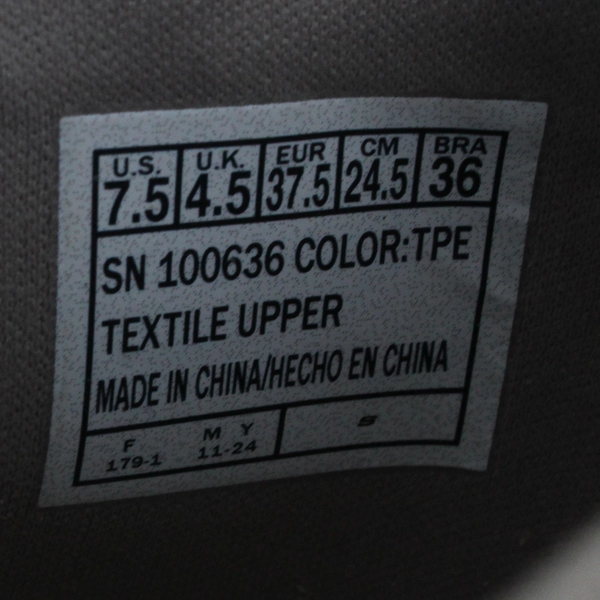 U.S. U.K. EUR CM BRA
7.5 4.5 37.5 24.5 36
SN 100636 COLOR:TPE
TEXTILE UPPER
MADE IN CHINA/HECHO EN CHINA
F M Y S
179-1 11-24